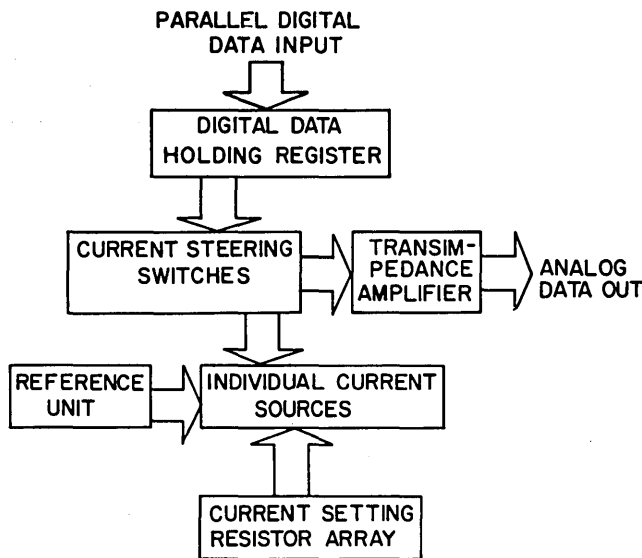 PARALLEL DIGITAL
DATA INPUT
DIGITAL DATA
HOLDING REGISTER
CURRENT STEERING
SWITCHES
TRANSIM-
PEDANCE
AMPLIFIER
ANALOG
DATA OUT
REFERENCE
UNIT
INDIVIDUAL CURRENT
SOURCES
CURRENT SETTING
RESISTOR ARRAY